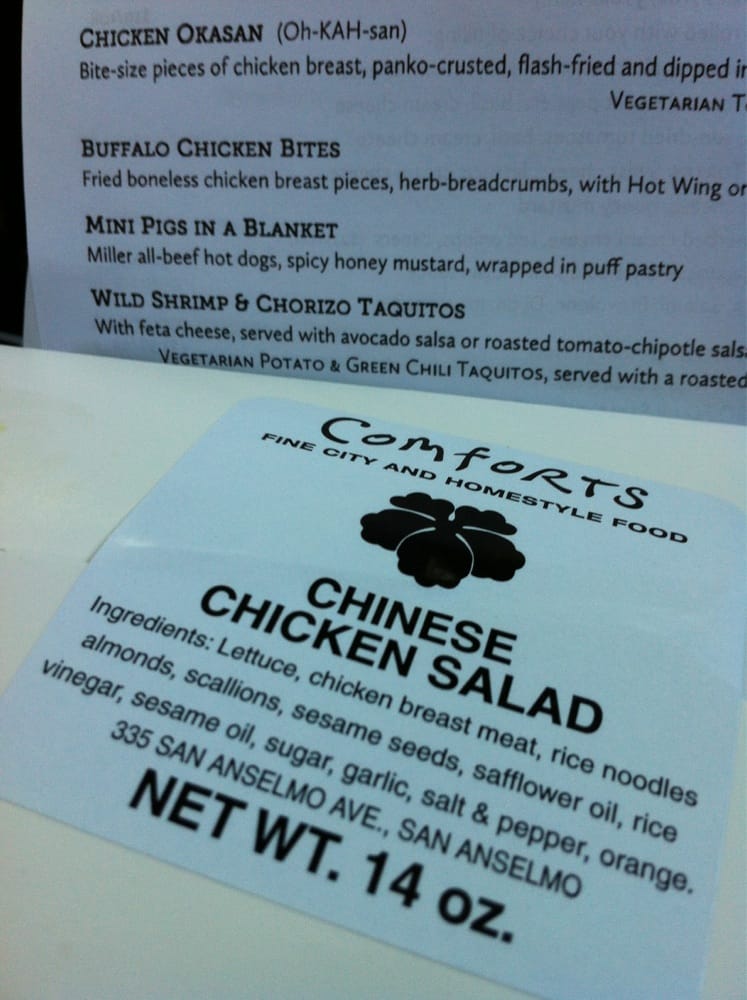 CHICKEN OKASAN (Oh-KAH-san)
Bite-size pieces of chicken breast, panko-crusted, flash-fried and dipped in
VEGETARIAN
BUFFALO CHICKEN BITES
Fried boneless chicken breast pieces, herb-breadcrumbs, with Hot Wing or
MINI PIGS IN A BLANKET
Miller all-beef hot dogs, spicy honey mustard, wrapped in puff pastry
WILD SHRIMP & CHORIZO TAQUITOS
With feta cheese, served with avocado salsa or roasted tomato-chipotle salsa
VEGETARIAN POTATO & GREEN CHILI TAQUITOS, served with a roasted
COMFORTS
FINE CITY AND HOMESTYLE FOOD
CHINESE
CHICKEN SALAD
Ingredients: Lettuce, chicken breast meat, rice noodles
almonds, scallions, sesame seeds, safflower oil, rice
vinegar, sesame oil, sugar, garlic, salt & pepper, orange.
335 SAN ANSELMO AVE., SAN ANSELMO
NET WT. 14 oz.